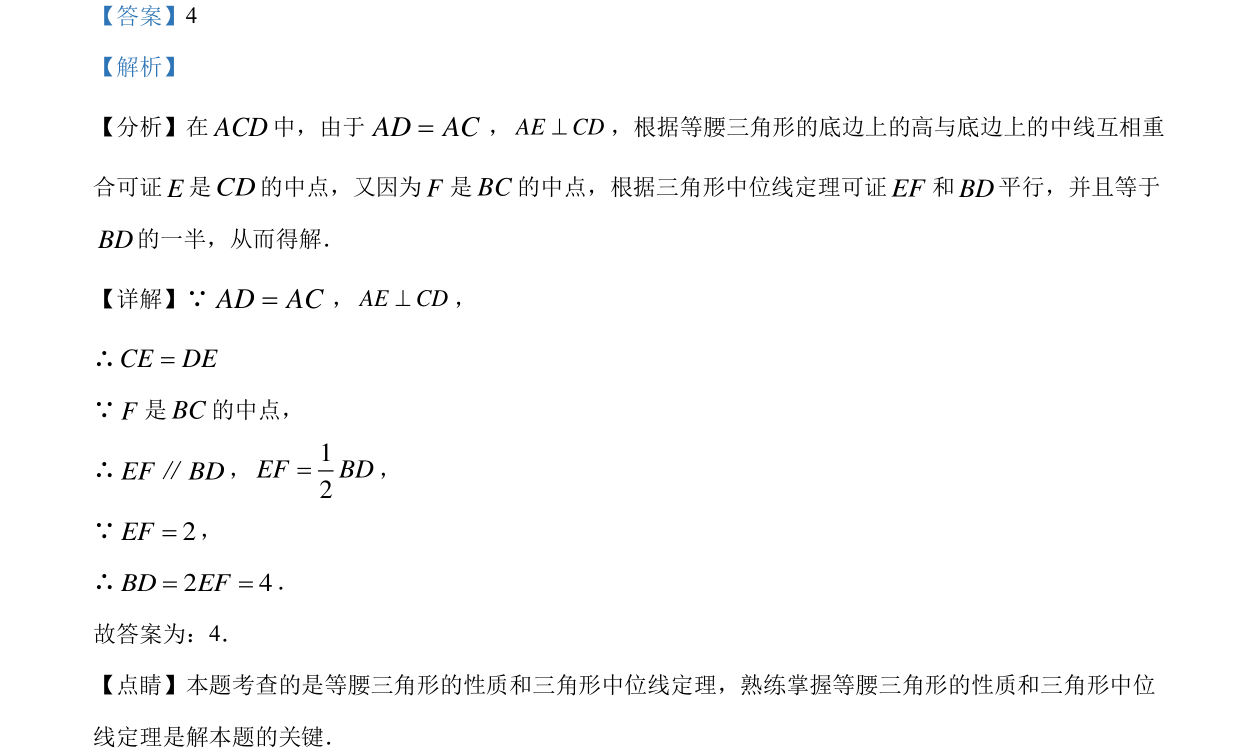 【答案】4
【解析】
【分析】在ACD中，由于AD = AC，AE⊥CD，根据等腰三角形的底边上的高与底边上的中线互相重
合可证E是CD的中点，又因为F是BC的中点，根据三角形中位线定理可证EF和BD平行，并且等于
BD的一半，从而得解．
【详解】∵AD = AC，AE⊥CD，
∴CE = DE
∵F是BC的中点，
∴EF∥BD，EF = \frac{1}{2}BD，
∵EF = 2，
∴BD = 2EF = 4．
故答案为：4．
【点睛】本题考查的是等腰三角形的性质和三角形中位线定理，熟练掌握等腰三角形的性质和三角形中位
线定理是解本题的关键．